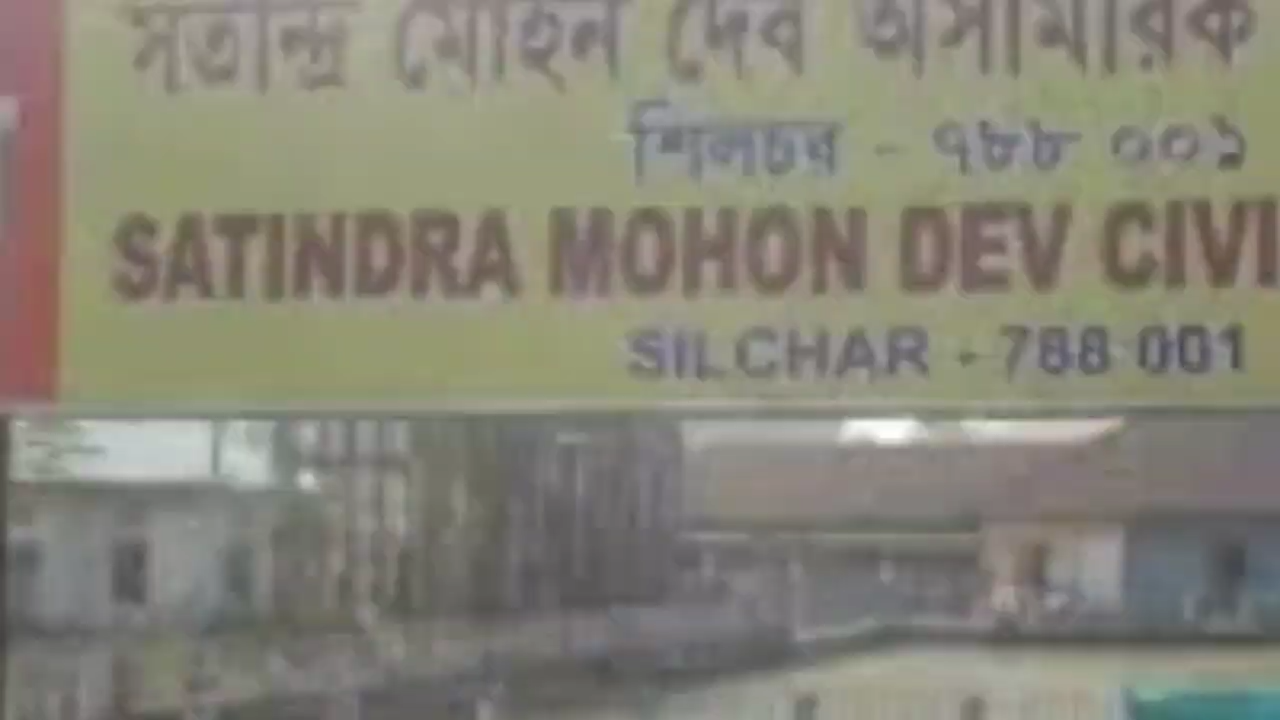 সতীন্দ্র মোহন দেব অসামরিক
শিলচর - ৭৮৮ ০০১
SATINDRA MOHON DEV CIVI
SILCHAR - 788 001